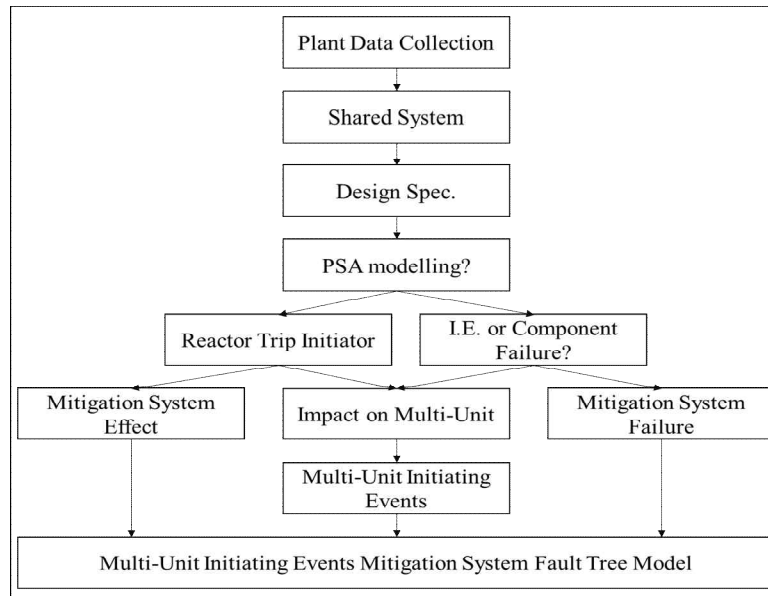 Plant Data Collection
Shared System
Design Spec.
PSA modelling?
Reactor Trip Initiator
I.E. or Component
Failure?
Mitigation System
Effect
Impact on Multi-Unit
Mitigation System
Failure
Multi-Unit Initiating
Events
Multi-Unit Initiating Events Mitigation System Fault Tree Model